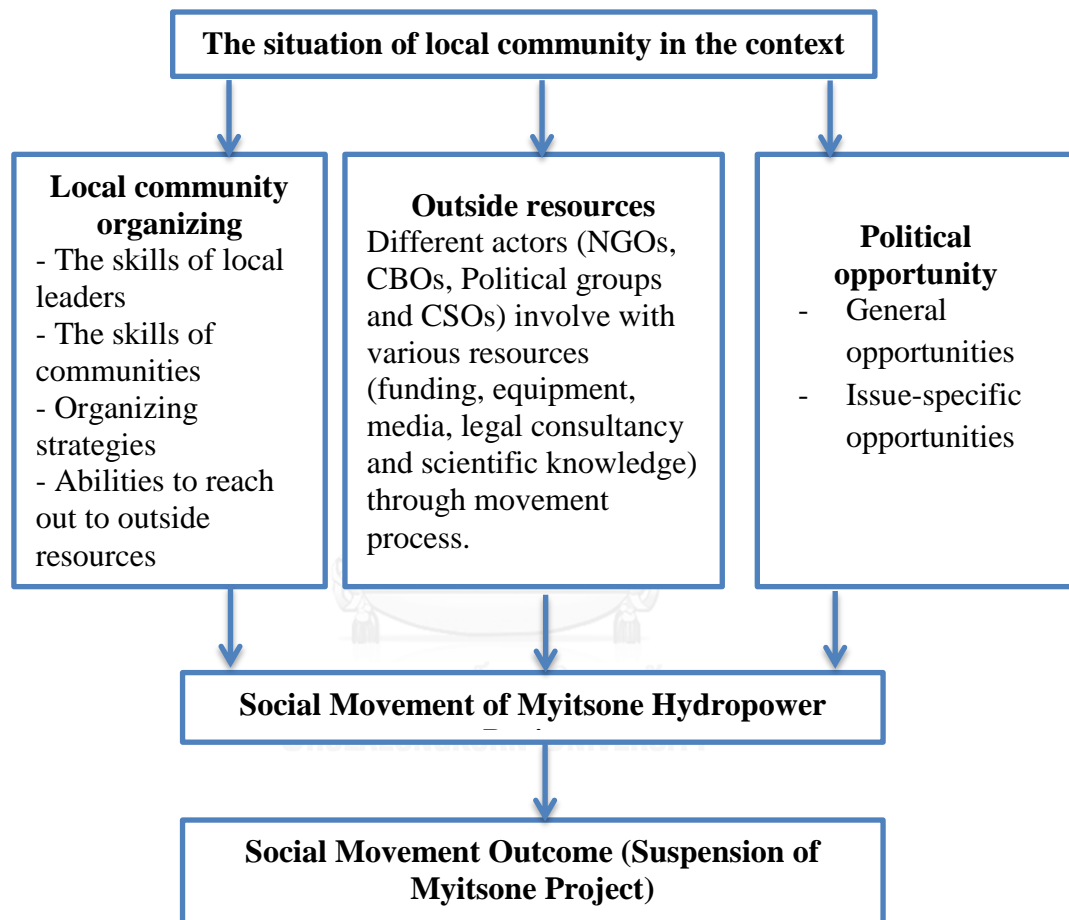 The situation of local community in the context
Local community
organizing
- The skills of local
leaders
- The skills of
communities
- Organizing
strategies
- Abilities to reach
out to outside
resources
Outside resources
Different actors (NGOs,
CBOs, Political groups
and CSOs) involve with
various resources
(funding, equipment,
media, legal consultancy
and scientific knowledge)
through movement
process.
Political
opportunity
- General
opportunities
- Issue-specific
opportunities
Social Movement of Myitsone Hydropower
Social Movement Outcome (Suspension of
Myitsone Project)